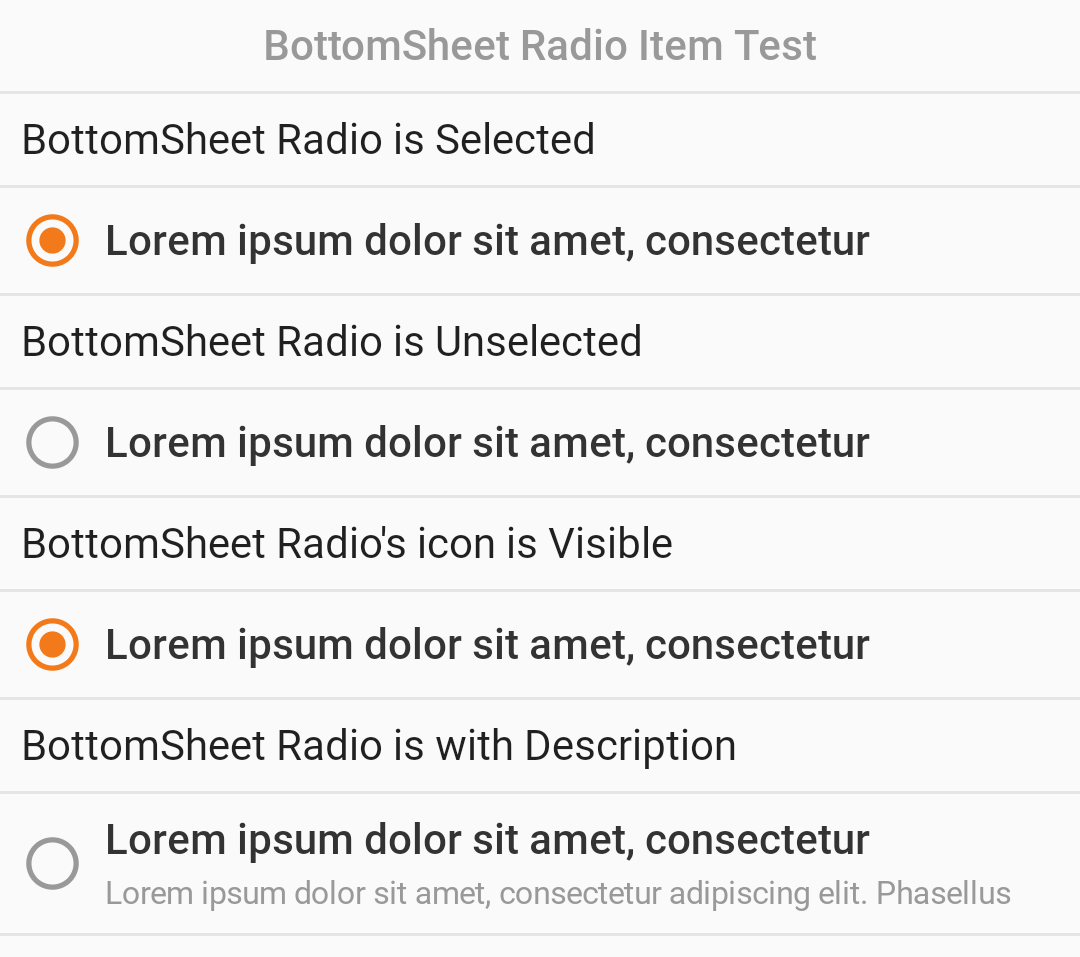 BottomSheet Radio Item Test
BottomSheet Radio is Selected
Lorem ipsum dolor sit amet, consectetur
BottomSheet Radio is Unselected
Lorem ipsum dolor sit amet, consectetur
BottomSheet Radio's icon is Visible
Lorem ipsum dolor sit amet, consectetur
BottomSheet Radio is with Description
Lorem ipsum dolor sit amet, consectetur
Lorem ipsum dolor sit amet, consectetur adipiscing elit. Phasellus